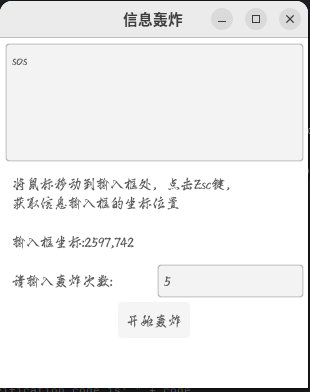 信息轰炸
sos
将鼠标移动到输入框处，点击Esc键，
获取信息输入框的坐标位置
输入框坐标:2597,742
请输入轰炸次数:
5
开始轰炸